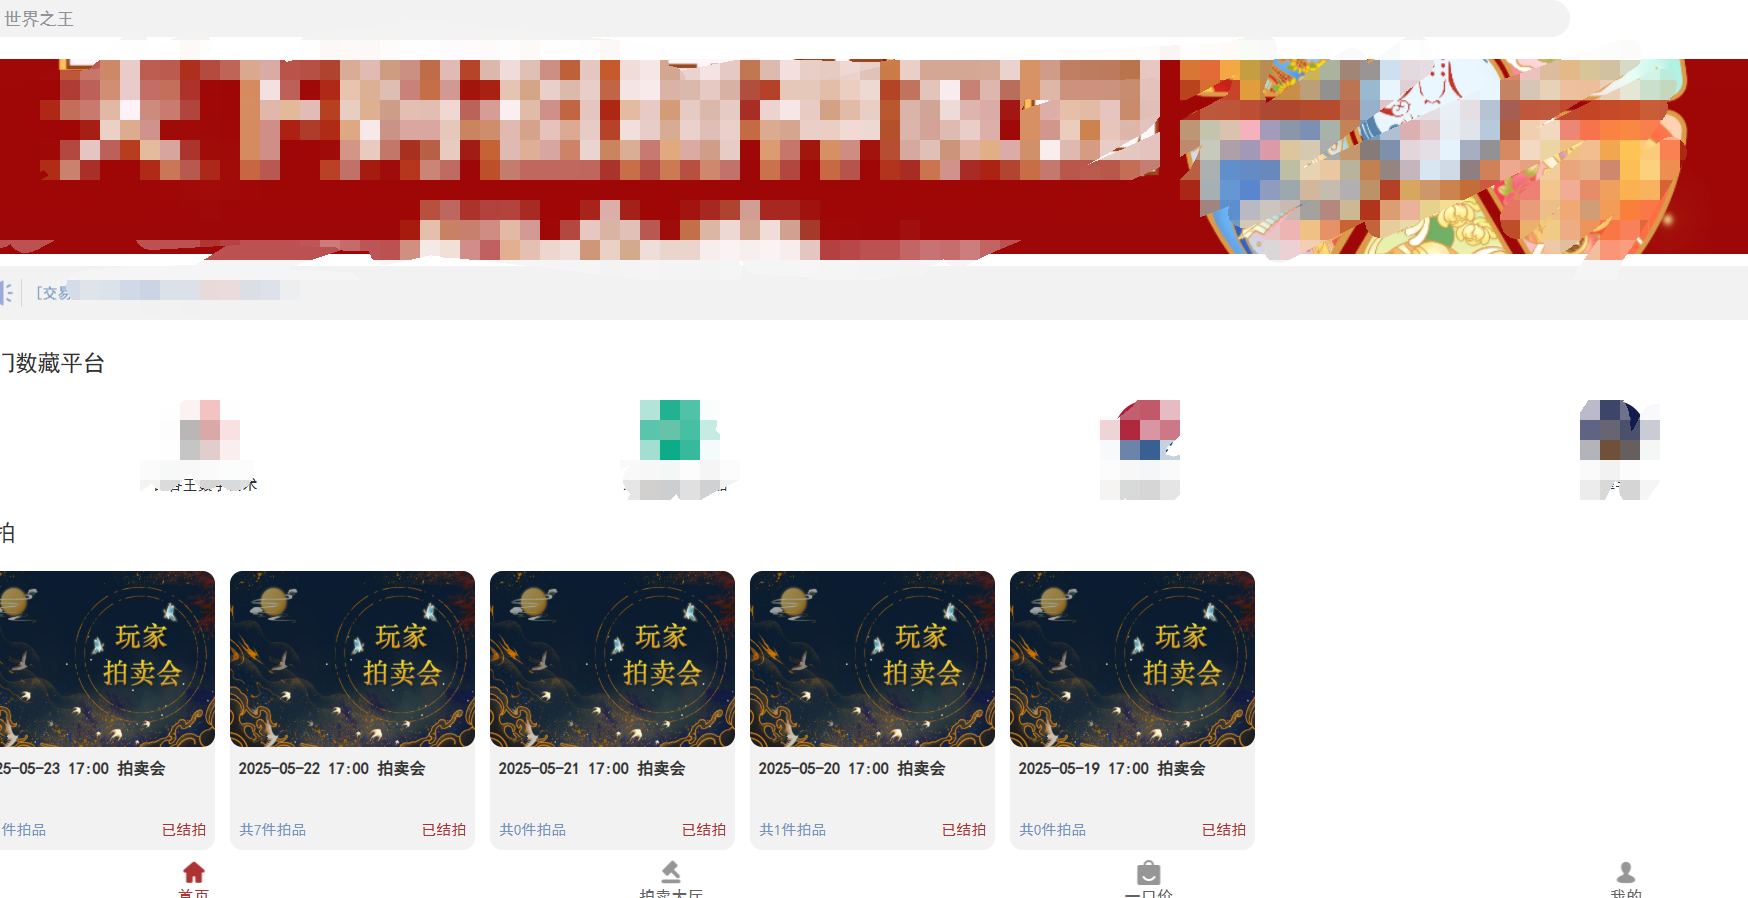 世界之王
[交易
门数藏平台
拍
玩家
拍卖会
玩家
拍卖会
玩家
拍卖会
玩家
拍卖会
玩家
拍卖会
25-05-23 17:00 拍卖会
2025-05-22 17:00 拍卖会
2025-05-21 17:00 拍卖会
2025-05-20 17:00 拍卖会
2025-05-19 17:00 拍卖会
件拍品 已结拍
共7件拍品 已结拍
共0件拍品 已结拍
共1件拍品 已结拍
共0件拍品 已结拍
首页
拍卖大厅
一口价
我的